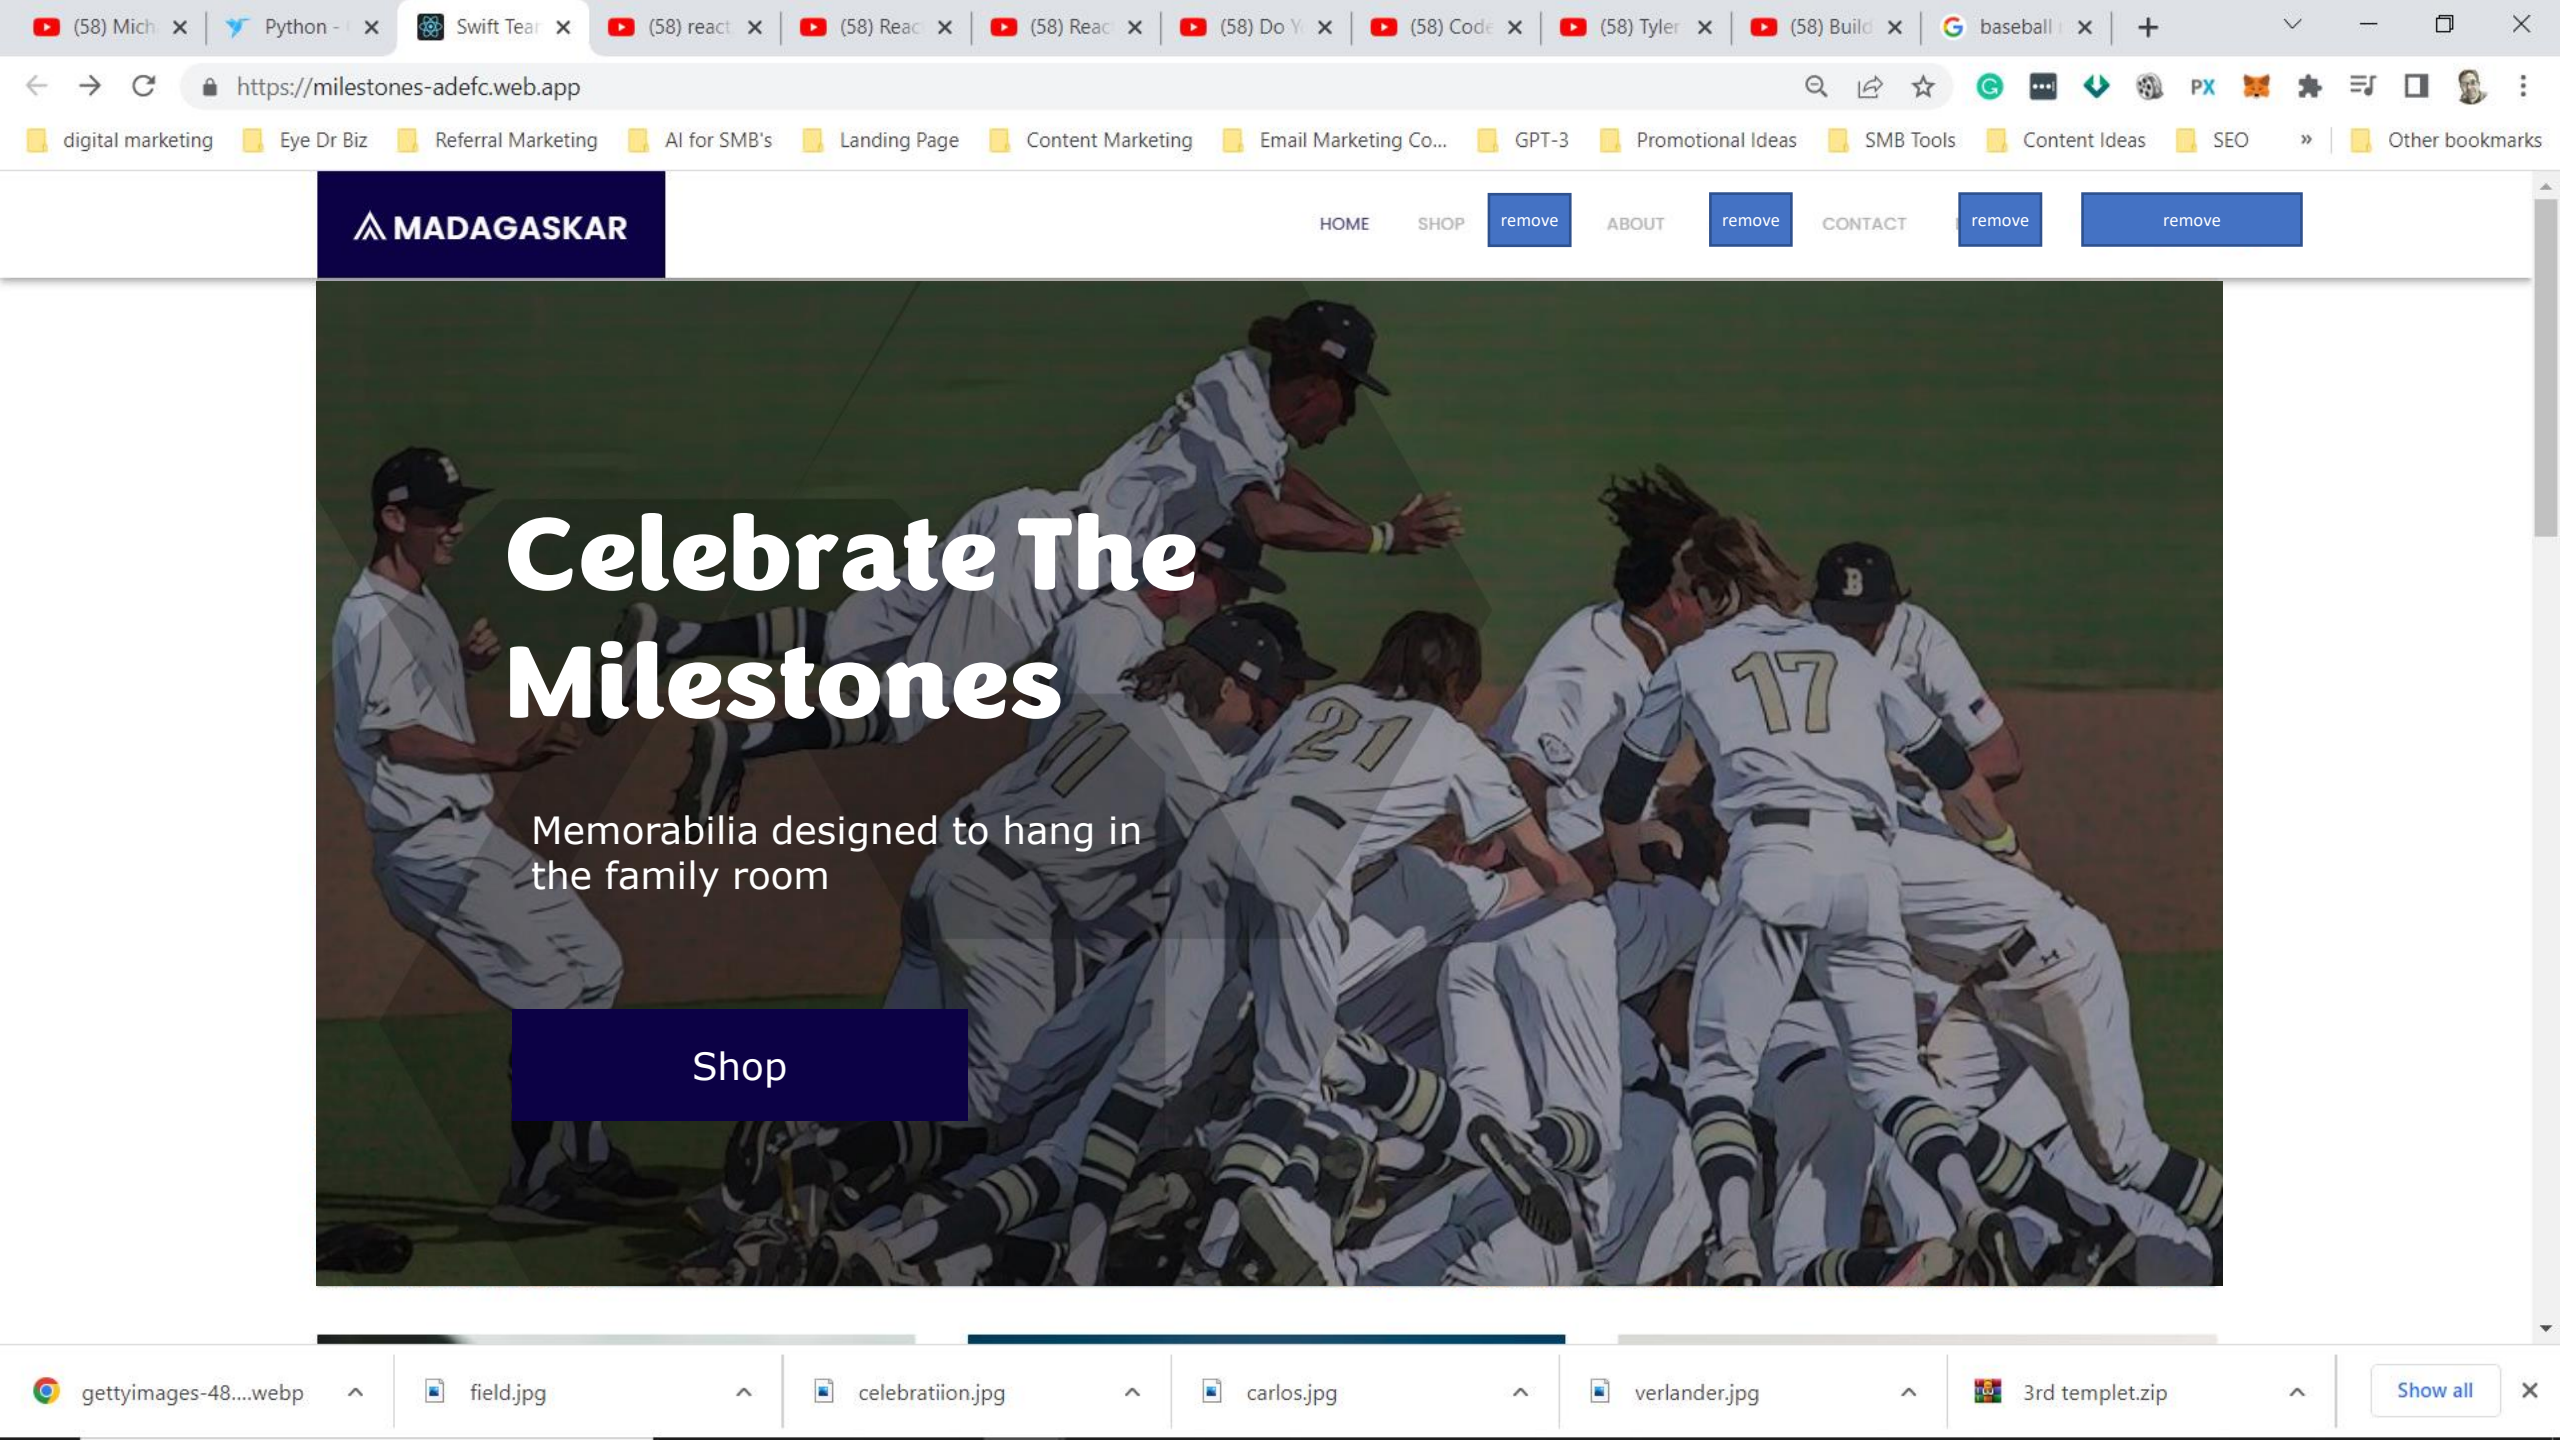 (58) Mich
Python -
Swift Tear
(58) react
(58) Reac
(58) Reac
(58) Do Y
(58) Code
(58) Tyler
(58) Build
baseball
https://milestones-adefc.web.app
PX
digital marketing
Eye Dr Biz
Referral Marketing
AI for SMB's
Landing Page
Content Marketing
Email Marketing Co...
GPT-3
Promotional Ideas
SMB Tools
Content Ideas
SEO
»
Other bookmarks
MADAGASKAR
HOME
SHOP
remove
ABOUT
remove
CONTACT
remove
remove
Celebrate The
Milestones
Memorabilia designed to hang in
the family room
Shop
B
11
21
17
gettyimages-48....webp
field.jpg
celebratiion.jpg
carlos.jpg
verlander.jpg
3rd templet.zip
Show all